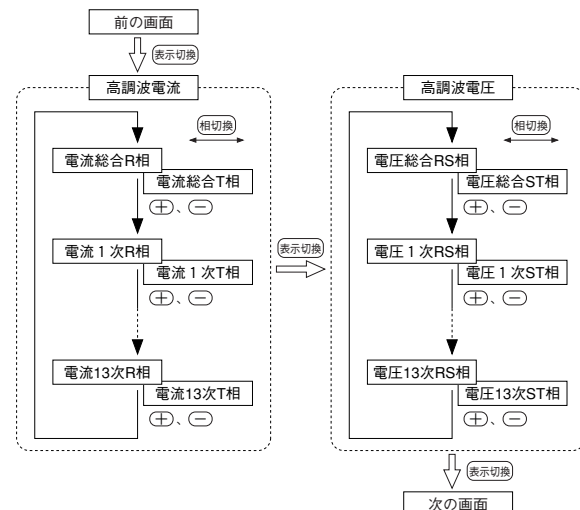 前の画面
表示切換
高調波電流
相切換
電流総合R相
電流総合T相
＋、－
電流１次R相
電流１次T相
＋、－
電流13次R相
電流13次T相
＋、－
表示切換
高調波電圧
相切換
電圧総合RS相
電圧総合ST相
＋、－
電圧１次RS相
電圧１次ST相
＋、－
電圧13次RS相
電圧13次ST相
＋、－
表示切換
次の画面